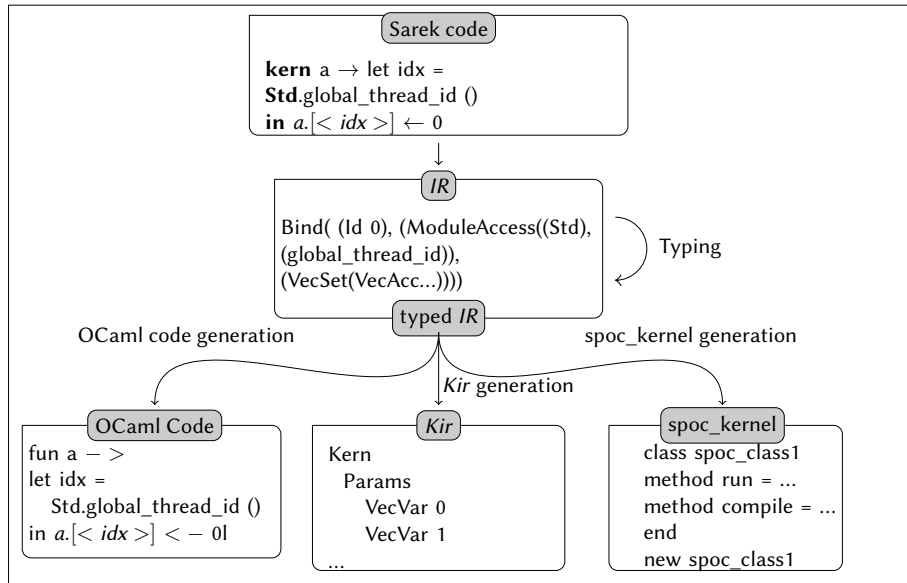 Sarek code
kern a → let idx =
Std.global_thread_id ()
in a.[< idx >] ← 0
IR
Bind( (Id 0), (ModuleAccess((Std),
(global_thread_id)),
(VecSet(VecAcc...))))
Typing
typed IR
OCaml code generation
spoc_kernel generation
Kir generation
OCaml Code
fun a − >
let idx =
Std.global_thread_id ()
in a.[< idx >] < − 0l
Kir
Kern
Params
VecVar 0
VecVar 1
...
spoc_kernel
class spoc_class1
method run = ...
method compile = ...
end
new spoc_class1